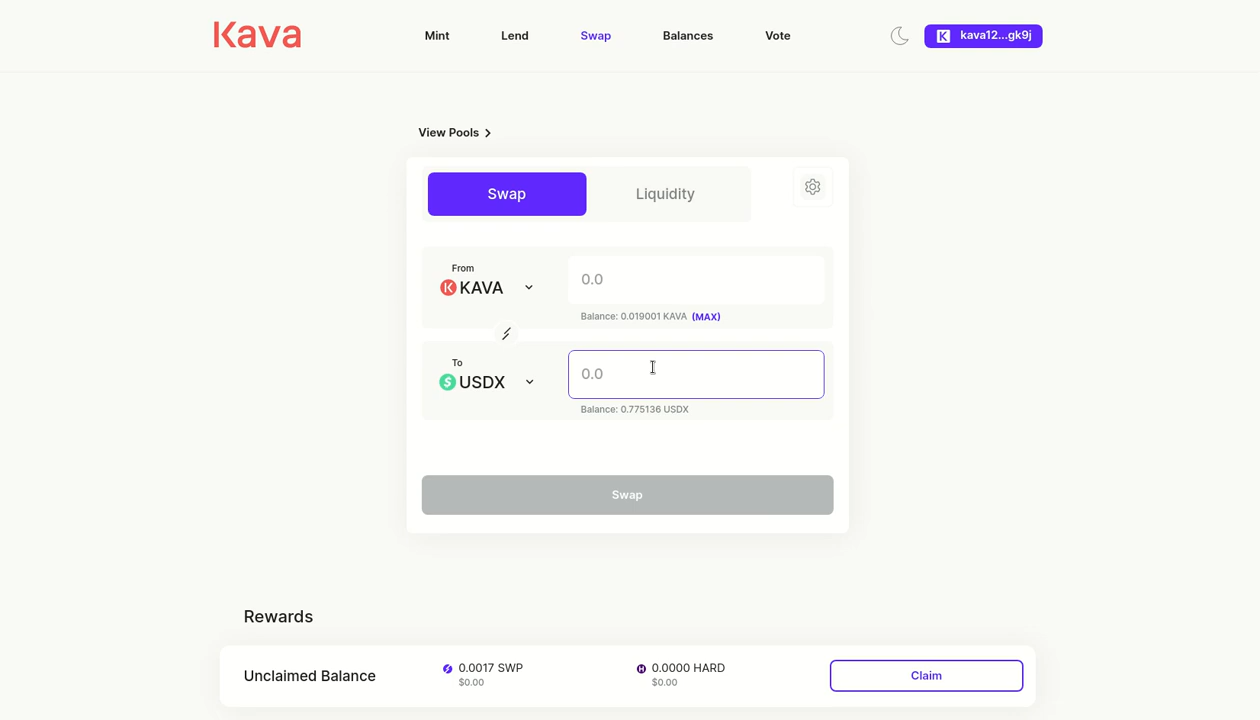 Kava
Mint
Lend
Swap
Balances
Vote
kava12...gk9j
View Pools
Swap
Liquidity
From
KAVA
0.0
Balance: 0.019001 KAVA (MAX)
To
USDX
0.0
Balance: 0.775136 USDX
Swap
Rewards
Unclaimed Balance
0.0017 SWP
$0.00
0.0000 HARD
$0.00
Claim